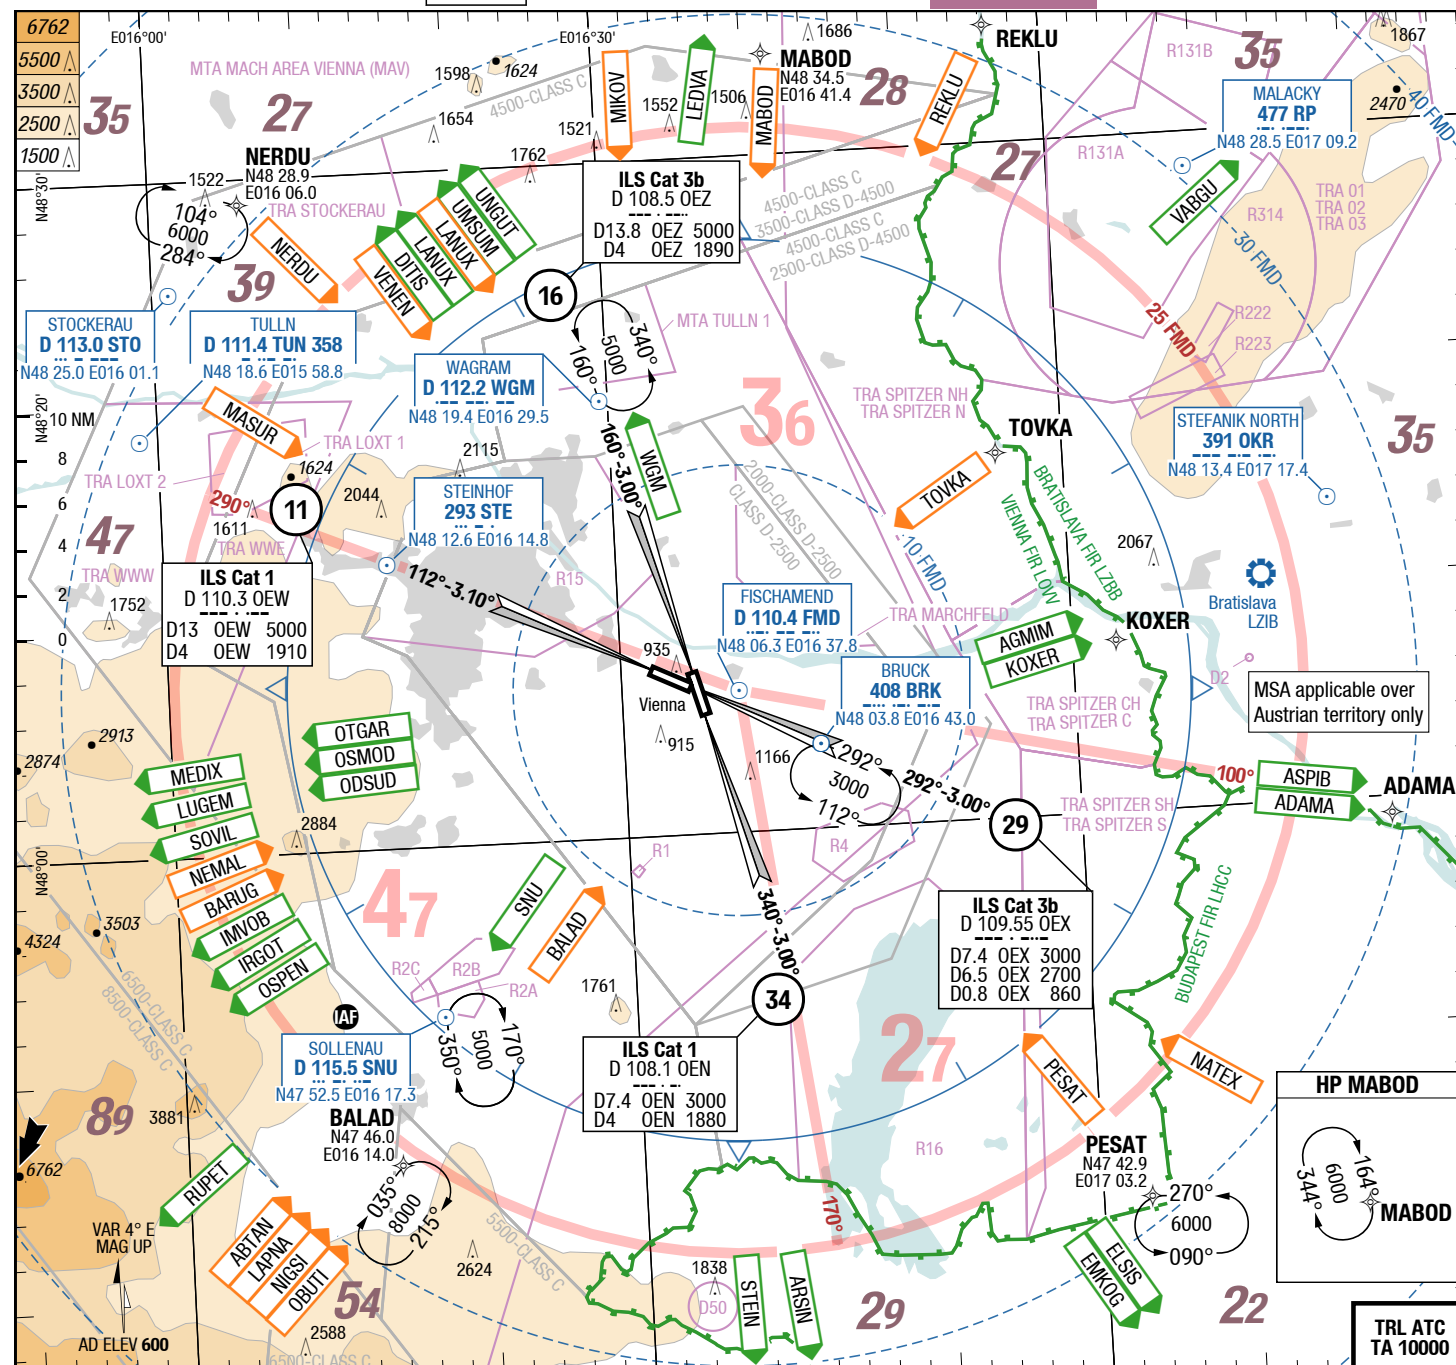 6762
5500
3500
2500
1500
E016°00'
E016°30'
1686
REKLU
1867
R131B
35
MTA MACH AREA VIENNA (MAV)
1598
1624
4500-CLASS C
MIKOV
LEDVA
MABOD
MABOD
N48 34.5
E016 41.4
28
REKLU
MALACKY
477 RP
N48 28.5 E017 09.2
2470
40 FMD
35
27
1654
1552
1506
1521
1762
27
R131A
NERDU
N48 28.9
E016 06.0
N48°30'
1522
104°
6000
284°
TRA STOCKERAU
NERDU
39
UNGUT
UMSUM
LANUX
LANUX
DITIS
VENEN
ILS Cat 3b
D 108.5 OEZ
D13.8 OEZ 5000
D4 OEZ 1890
16
4500-CLASS C
3500-CLASS D-4500
4500-CLASS C
2500-CLASS D-4500
VABGU
R314
TRA 01
TRA 02
TRA 03
30 FMD
25 FMD
R222
R223
STOCKERAU
D 113.0 STO
N48 25.0 E016 01.1
TULLN
D 111.4 TUN 358
N48 18.6 E015 58.8
WAGRAM
D 112.2 WGM
N48 19.4 E016 29.5
340°
5000
160°
MTA TULLN 1
36
TRA SPITZER NH
TRA SPITZER N
TOVKA
STEFANIK NORTH
391 OKR
N48 13.4 E017 17.4
35
N48°20'
10 NM
8
6
4
2
0
MASUR
TRA LOXT 1
TRA LOXT 2
1624
2115
2044
11
290°
1611
TRA WWE
TRA WWW
47
1752
STEINHOF
293 STE
N48 12.6 E016 14.8
WGM
160°-3.00°
112°-3.10°
R15
2000-CLASS D-2500
CLASS D-2500
TOVKA
10 FMD
BRATISLAVA FIR LZBB
VIENNA FIR LOVV
2067
Bratislava
LZIB
ILS Cat 1
D 110.3 OEW
D13 OEW 5000
D4 OEW 1910
FISCHAMEND
D 110.4 FMD
N48 06.3 E016 37.8
TRA MARCHFELD
AGMIM
KOXER
KOXER
935
Vienna
915
BRUCK
408 BRK
N48 03.8 E016 43.0
D2
MSA applicable over
Austrian territory only
TRA SPITZER CH
TRA SPITZER C
2913
2874
OTGAR
OSMOD
ODSUD
1166
292°
3000
112°
292°-3.00°
29
100°
ASPIB
ADAMA
ADAMA
TRA SPITZER SH
TRA SPITZER S
MEDIX
LUGEM
SOVIL
NEMAL
BARUG
IMVOB
IRGOT
OSPEN
2884
N48°00'
R1
R4
47
SNU
BALAD
340°-3.00°
ILS Cat 3b
D 109.55 OEX
D7.4 OEX 3000
D6.5 OEX 2700
D0.8 OEX 860
BUDAPEST FIR LHCC
3503
4324
6500-CLASS C
8500-CLASS C
R2C
R2B
R2A
1761
34
27
IAF
SOLLENAU
D 115.5 SNU
N47 52.5 E016 17.3
350°
5000
170°
ILS Cat 1
D 108.1 OEN
D7.4 OEN 3000
D4 OEN 1880
PESAT
NATEX
HP MABOD
89
3881
BALAD
N47 46.0
E016 14.0
R16
PESAT
N47 42.9
E017 03.2
6762
RUPET
035°
8000
215°
170°
270°
6000
090°
164°
6000
344°
MABOD
VAR 4° E
MAG UP
ABTAN
LAPNA
NIGSI
OBUTI
54
2624
5500-CLASS C
1838
D50
STEIN
ARSIN
29
ELSIS
EMKOG
22
AD ELEV 600
2588
6500-CLASS C
TRL ATC
TA 10000